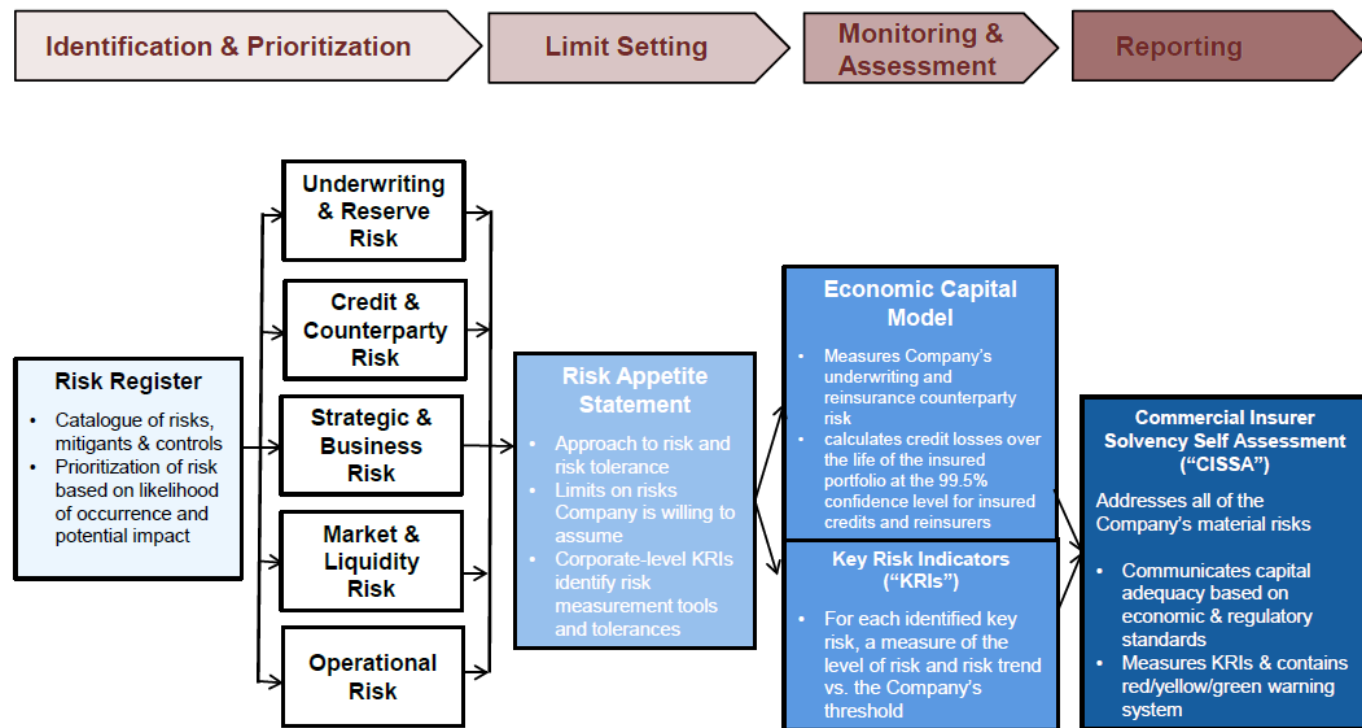 Identification & Prioritization
Limit Setting
Monitoring &
Assessment
Reporting
Risk Register
• Catalogue of risks,
mitigants & controls
• Prioritization of risk
based on likelihood
of occurrence and
potential impact
Underwriting
& Reserve
Risk
Credit &
Counterparty
Risk
Strategic &
Business
Risk
Market &
Liquidity
Risk
Operational
Risk
Risk Appetite
Statement
• Approach to risk and
risk tolerance
• Limits on risks
Company is willing to
assume
• Corporate-level KRIs
identify risk
measurement tools
and tolerances
Economic Capital
Model
• Measures Company’s
underwriting and
reinsurance counterparty
risk
• calculates credit losses over
the life of the insured
portfolio at the 99.5%
confidence level for insured
credits and reinsurers
Key Risk Indicators
(“KRIs”)
• For each identified key
risk, a measure of the
level of risk and risk trend
vs. the Company’s
threshold
Commercial Insurer
Solvency Self Assessment
(“CISSA”)
Addresses all of the
Company’s material risks
• Communicates capital
adequacy based on
economic & regulatory
standards
• Measures KRIs & contains
red/yellow/green warning
system